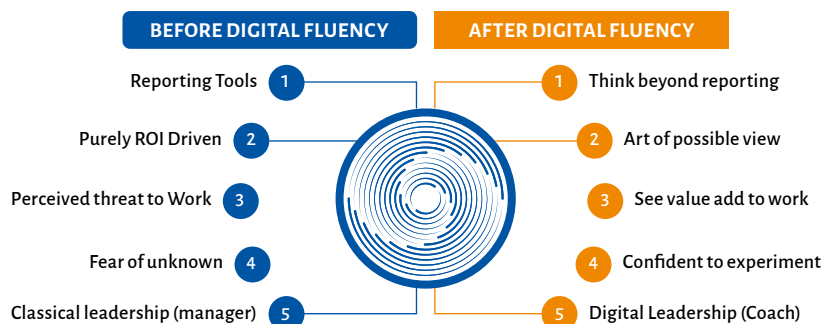 BEFORE DIGITAL FLUENCY
AFTER DIGITAL FLUENCY
Reporting Tools 1
1 Think beyond reporting
Purely ROI Driven 2
2 Art of possible view
Perceived threat to Work 3
3 See value add to work
Fear of unknown 4
4 Confident to experiment
Classical leadership (manager) 5
5 Digital Leadership (Coach)